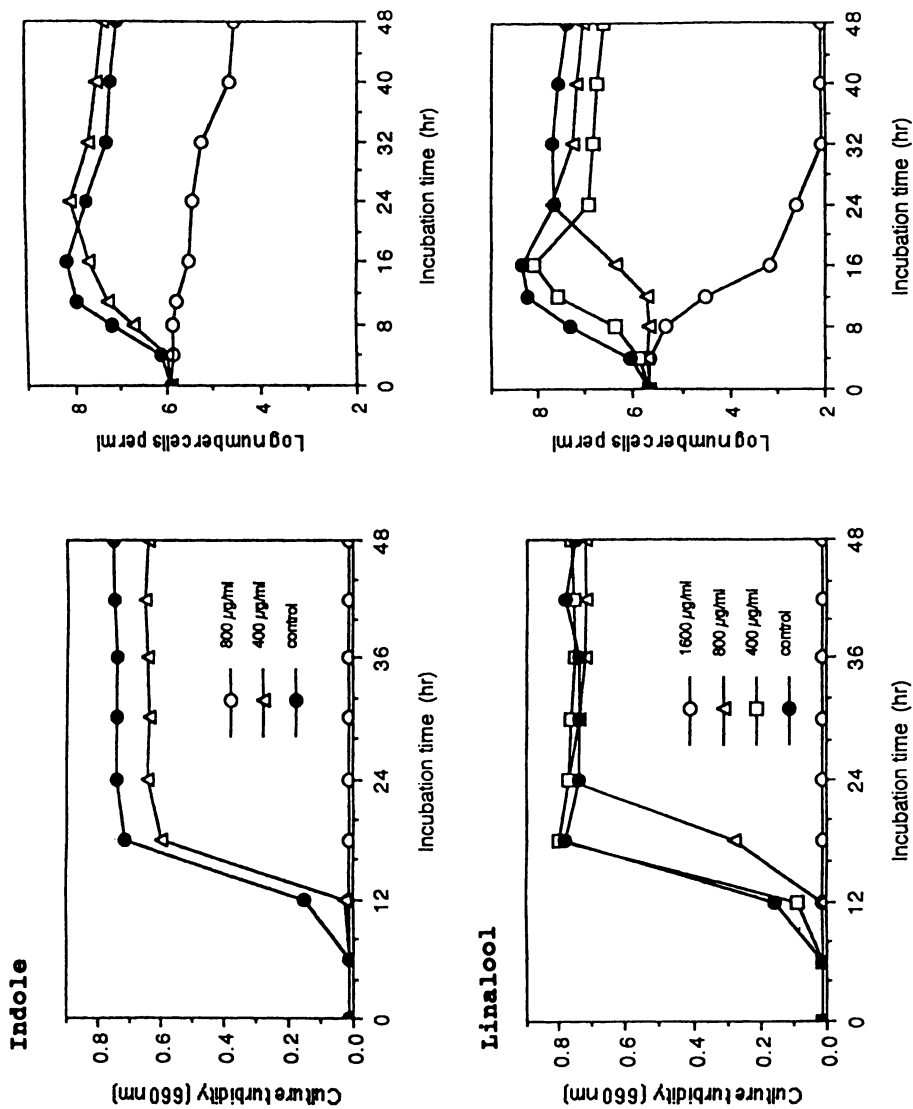 Indole
Culture turbidity (660 nm)
0.8
0.6
0.4
0.2
0.0
800 µg/ml
400 µg/ml
control
0 12 24 36 48
Incubation time (hr)
Log number cells per ml
8
6
4
2
0 8 16 24 32 40 48
Incubation time (hr)
Linalool
Culture turbidity (660 nm)
0.8
0.6
0.4
0.2
0.0
1600 µg/ml
800 µg/ml
400 µg/ml
control
0 12 24 36 48
Incubation time (hr)
Log number cells per ml
8
6
4
2
0 8 16 24 32 40 48
Incubation time (hr)